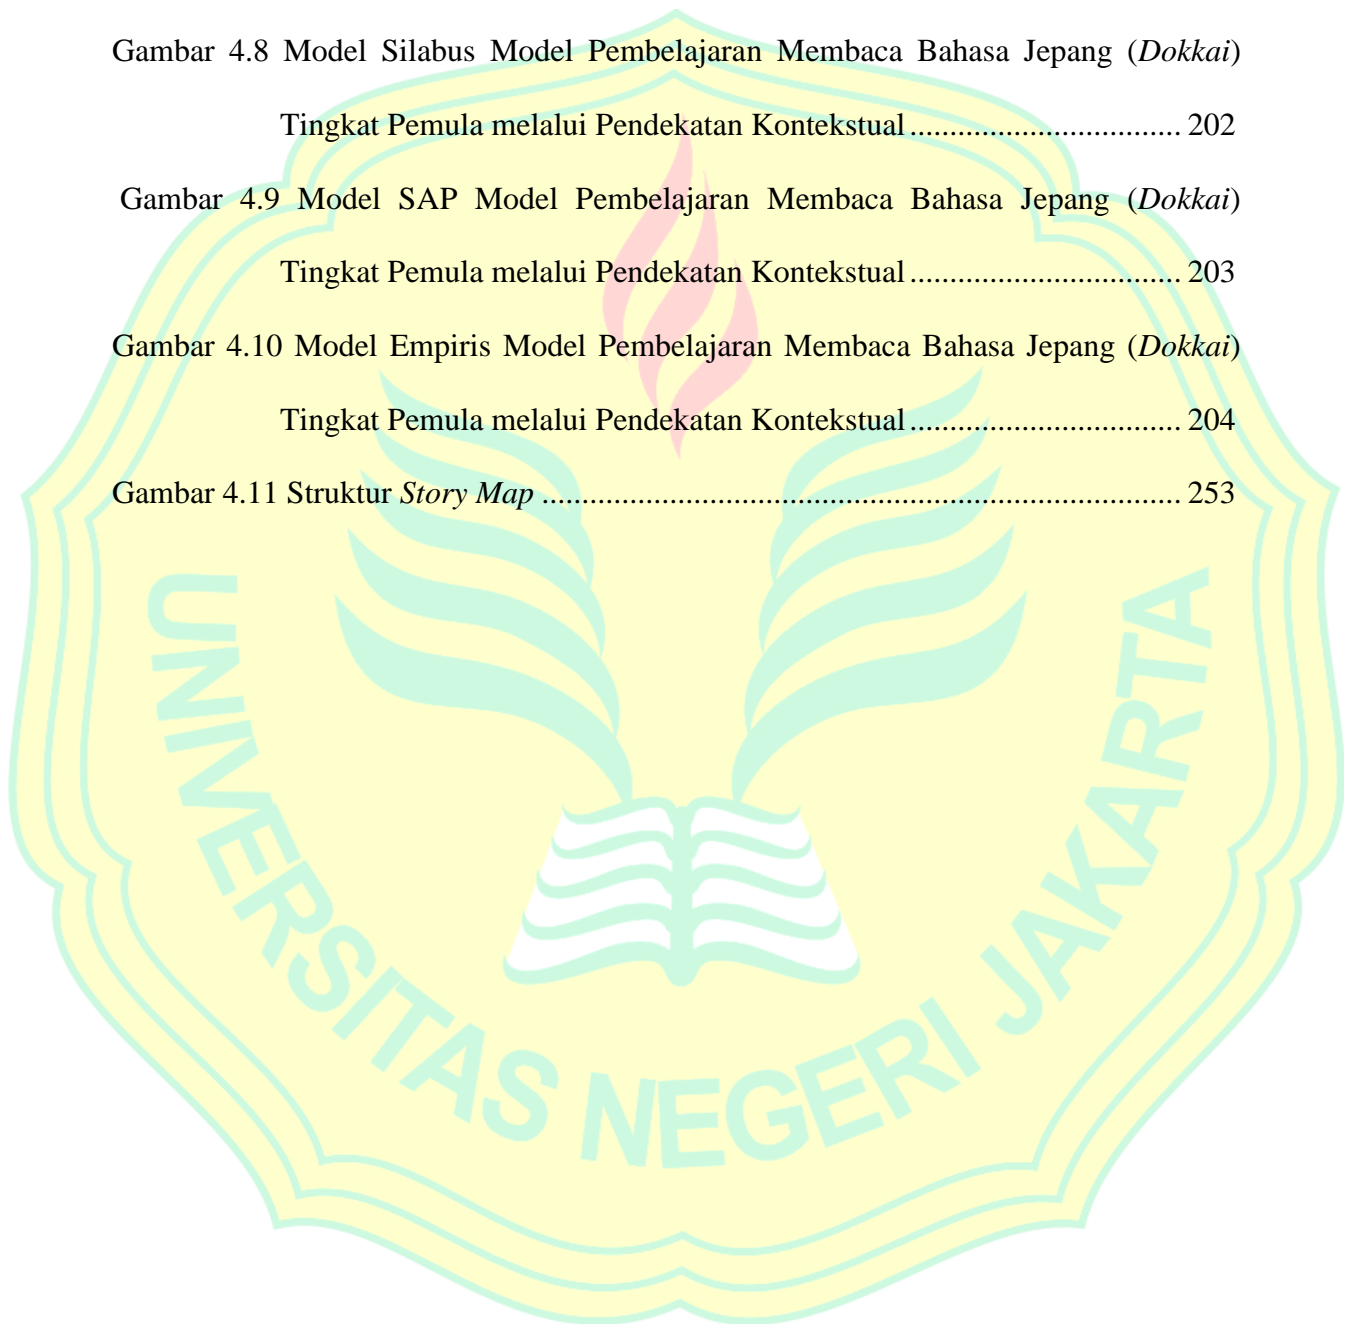 Gambar 4.8 Model Silabus Model Pembelajaran Membaca Bahasa Jepang (Dokkai)
Tingkat Pemula melalui Pendekatan Kontekstual.................................. 202
Gambar 4.9 Model SAP Model Pembelajaran Membaca Bahasa Jepang (Dokkai)
Tingkat Pemula melalui Pendekatan Kontekstual.................................. 203
Gambar 4.10 Model Empiris Model Pembelajaran Membaca Bahasa Jepang (Dokkai)
Tingkat Pemula melalui Pendekatan Kontekstual.................................. 204
Gambar 4.11 Struktur Story Map ................................................................................ 253
UNIVERSITAS NEGERI JAKARTA